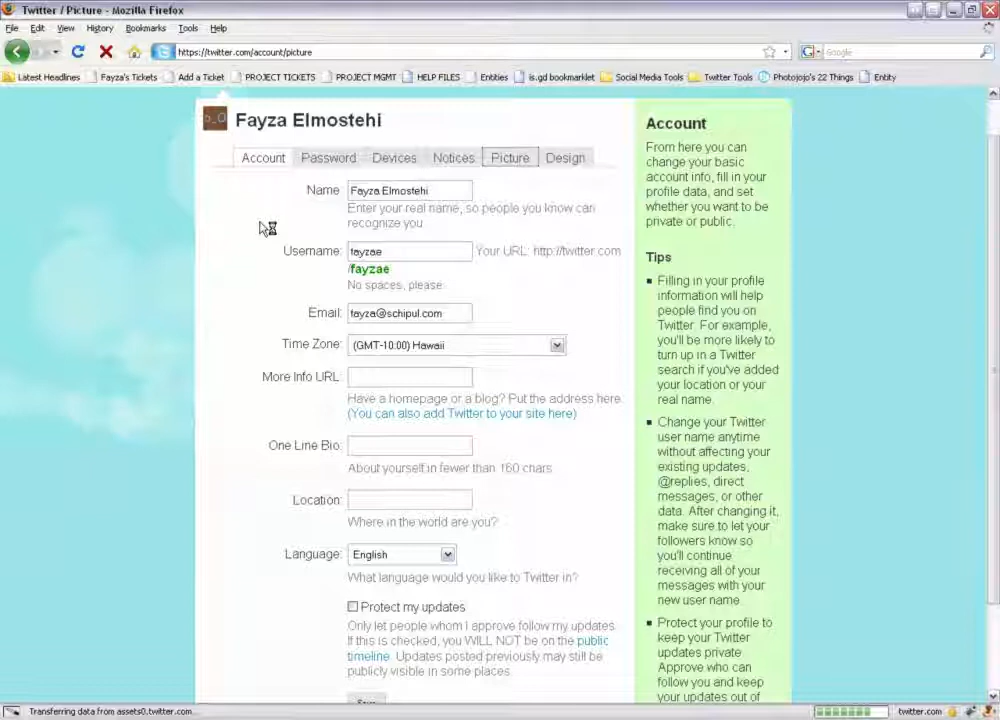 Twitter / Picture - Mozilla Firefox
File Edit View History Bookmarks Tools Help
https://twitter.com/account/picture
Google
Latest Headlines Fayza's Tickets Add a Ticket PROJECT TICKETS PROJECT MGMT HELP FILES Entities is.gd bookmarklet Social Media Tools Twitter Tools Photojojo's 22 Things Entity
Fayza Elmostehi
Account Password Devices Notices Picture Design
Name Fayza Elmostehi
Enter your real name, so people you know can
recognize you
Username: fayzae Your URL: http://twitter.com
/fayzae
No spaces, please.
Email: fayza@schipul.com
Time Zone: (GMT-10:00) Hawaii
More Info URL:
Have a homepage or a blog? Put the address here.
(You can also add Twitter to your site here)
One Line Bio:
About yourself in fewer than 160 chars.
Location:
Where in the world are you?
Language: English
What language would you like to Twitter in?
Protect my updates
Only let people whom I approve follow my updates.
If this is checked, you WILL NOT be on the public
timeline. Updates posted previously may still be
publicly visible in some places.
Save
Account
From here you can
change your basic
account info, fill in your
profile data, and set
whether you want to be
private or public.
Tips
Filling in your profile
information will help
people find you on
Twitter. For example,
you'll be more likely to
turn up in a Twitter
search if you've added
your location or your
real name.
Change your Twitter
user name anytime
without affecting your
existing updates,
@replies, direct
messages, or other
data. After changing it,
make sure to let your
followers know so
you'll continue
receiving all of your
messages with your
new user name.
Protect your profile to
keep your Twitter
updates private.
Approve who can
follow you and keep
your updates out of
Transferring data from assets0.twitter.com...
twitter.com